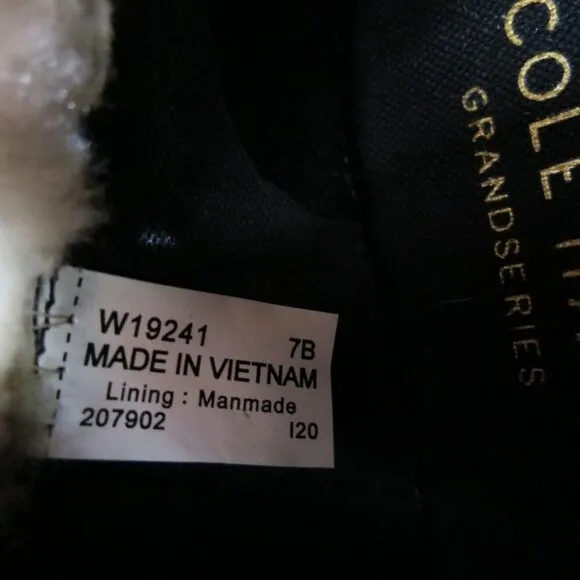 COLE
GRANDSERIES
W19241 7B
MADE IN VIETNAM
Lining : Manmade
207902 I20